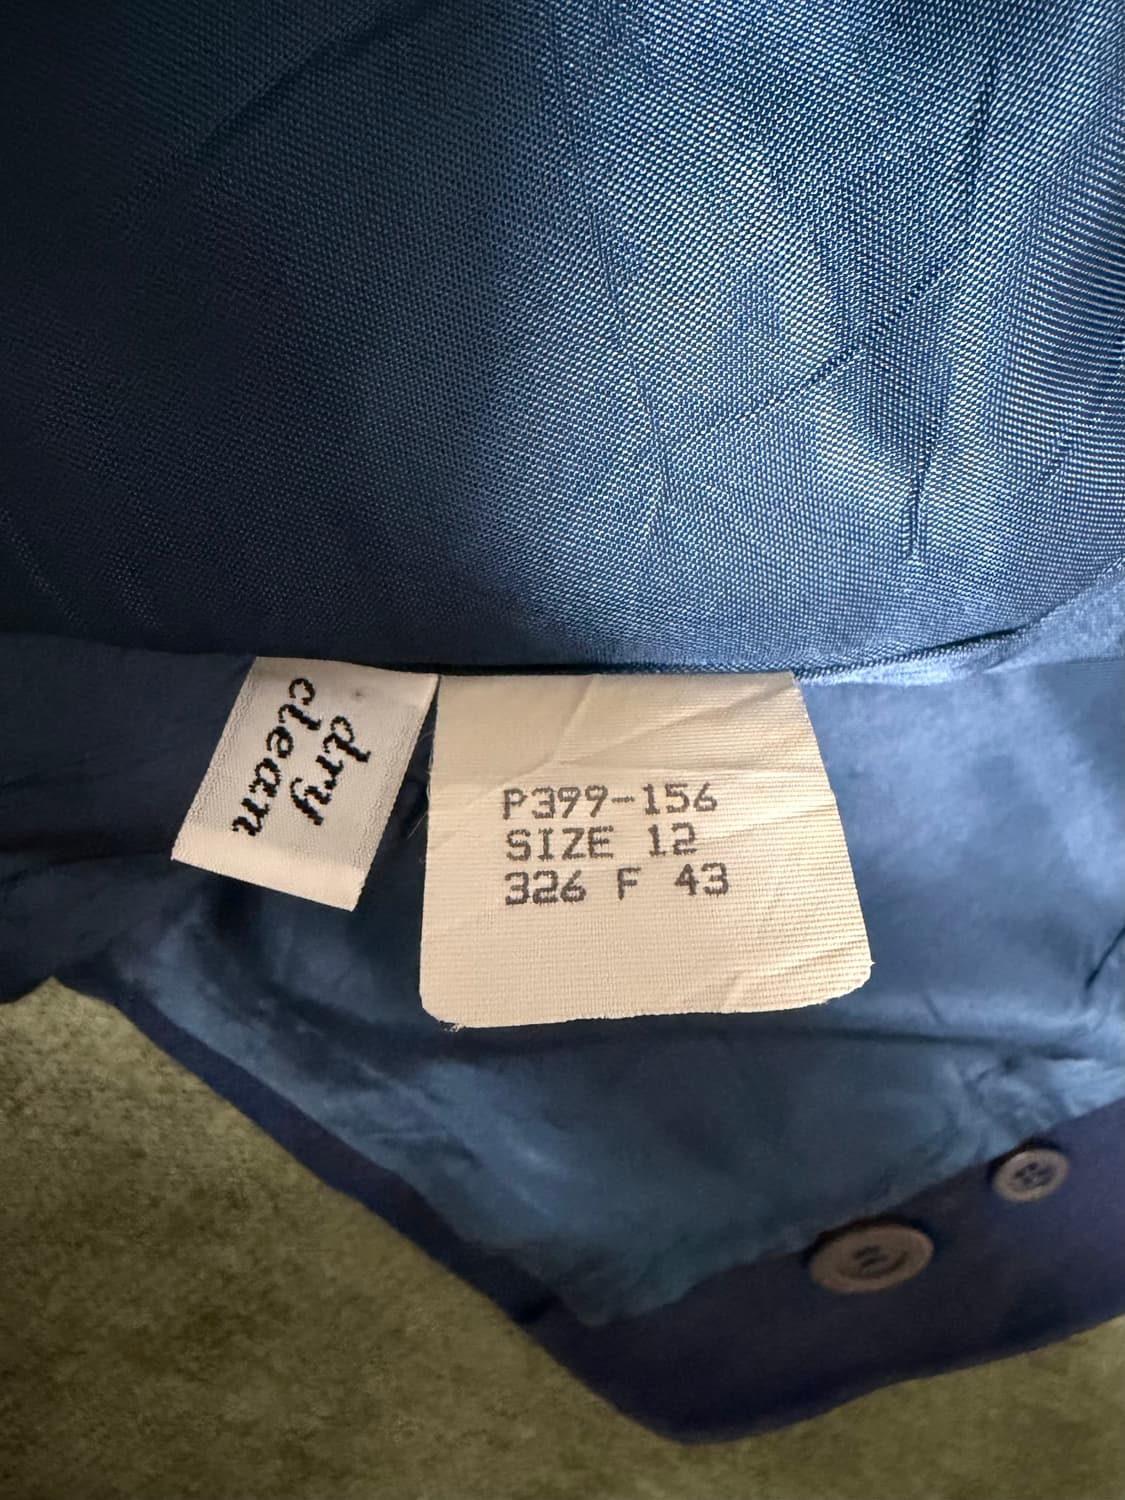 dry
clean
P399-156
SIZE 12
326 F 43